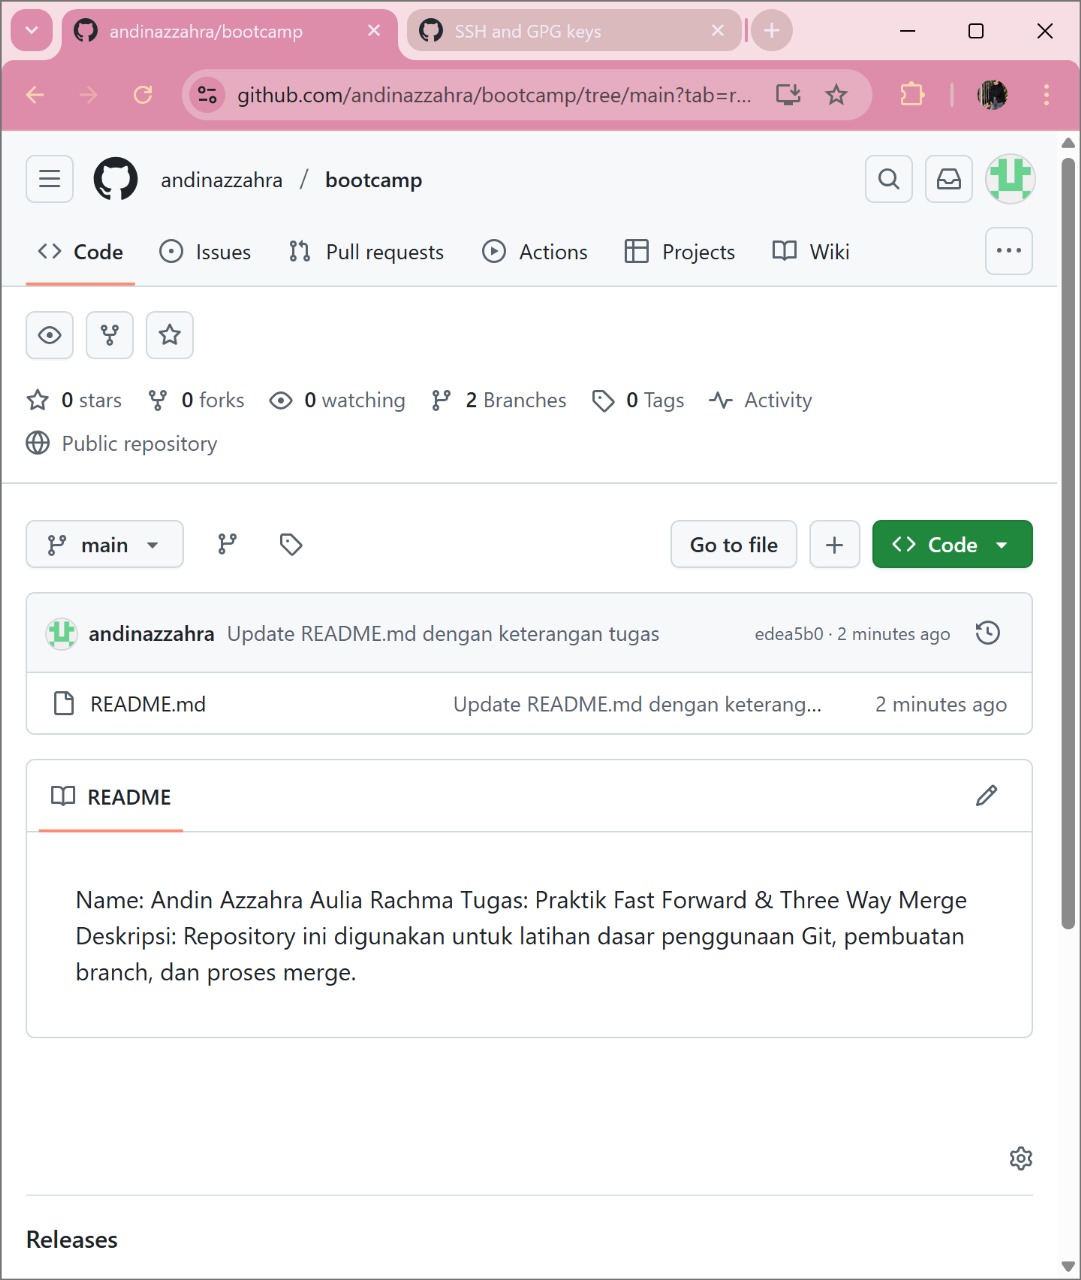 andinazzahra/bootcamp
SSH and GPG keys
github.com/andinazzahra/bootcamp/tree/main?tab=r...
andinazzahra / bootcamp
Code Issues Pull requests Actions Projects Wiki
0 stars 0 forks 0 watching 2 Branches 0 Tags Activity
Public repository
main Go to file Code
andinazzahra Update README.md dengan keterangan tugas edea5b0 · 2 minutes ago
README.md Update README.md dengan keterang... 2 minutes ago
README
Name: Andin Azzahra Aulia Rachma Tugas: Praktik Fast Forward & Three Way Merge
Deskripsi: Repository ini digunakan untuk latihan dasar penggunaan Git, pembuatan
branch, dan proses merge.
Releases